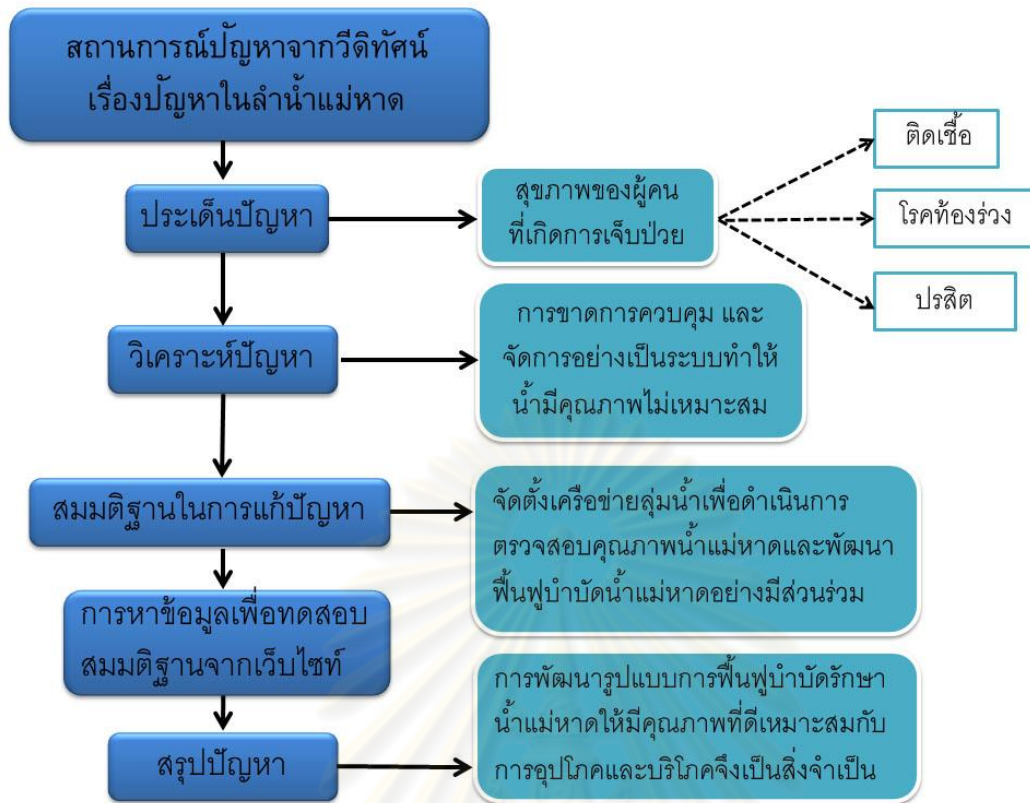 สถานการณ์ปัญหาจากวีดิทัศน์
เรื่องปัญหาในลำน้ำแม่หาด
ประเด็นปัญหา
สุขภาพของผู้คน
ที่เกิดการเจ็บป่วย
ติดเชื้อ
โรคท้องร่วง
ปรสิต
วิเคราะห์ปัญหา
การขาดการควบคุม และ
จัดการอย่างเป็นระบบทำให้
น้ำมีคุณภาพไม่เหมาะสม
สมมติฐานในการแก้ปัญหา
จัดตั้งเครือข่ายลุ่มน้ำเพื่อดำเนินการ
ตรวจสอบคุณภาพน้ำแม่หาดและพัฒนา
ฟื้นฟูบำบัดน้ำแม่หาดอย่างมีส่วนร่วม
การหาข้อมูลเพื่อทดสอบ
สมมติฐานจากเว็บไซท์
สรุปปัญหา
การพัฒนารูปแบบการฟื้นฟูบำบัดรักษา
น้ำแม่หาดให้มีคุณภาพที่ดีเหมาะสมกับ
การอุปโภคและบริโภคจึงเป็นสิ่งจำเป็น